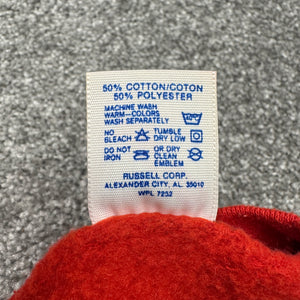 50% COTTON/COTON
50% POLYESTER
MACHINE WASH
WARM-COLORS
WASH SEPARATELY
NO BLEACH TUMBLE DRY LOW
DO NOT IRON OR DRY CLEAN EMBLEM
RUSSELL CORP.
ALEXANDER CITY, AL 35010
WPL 7252